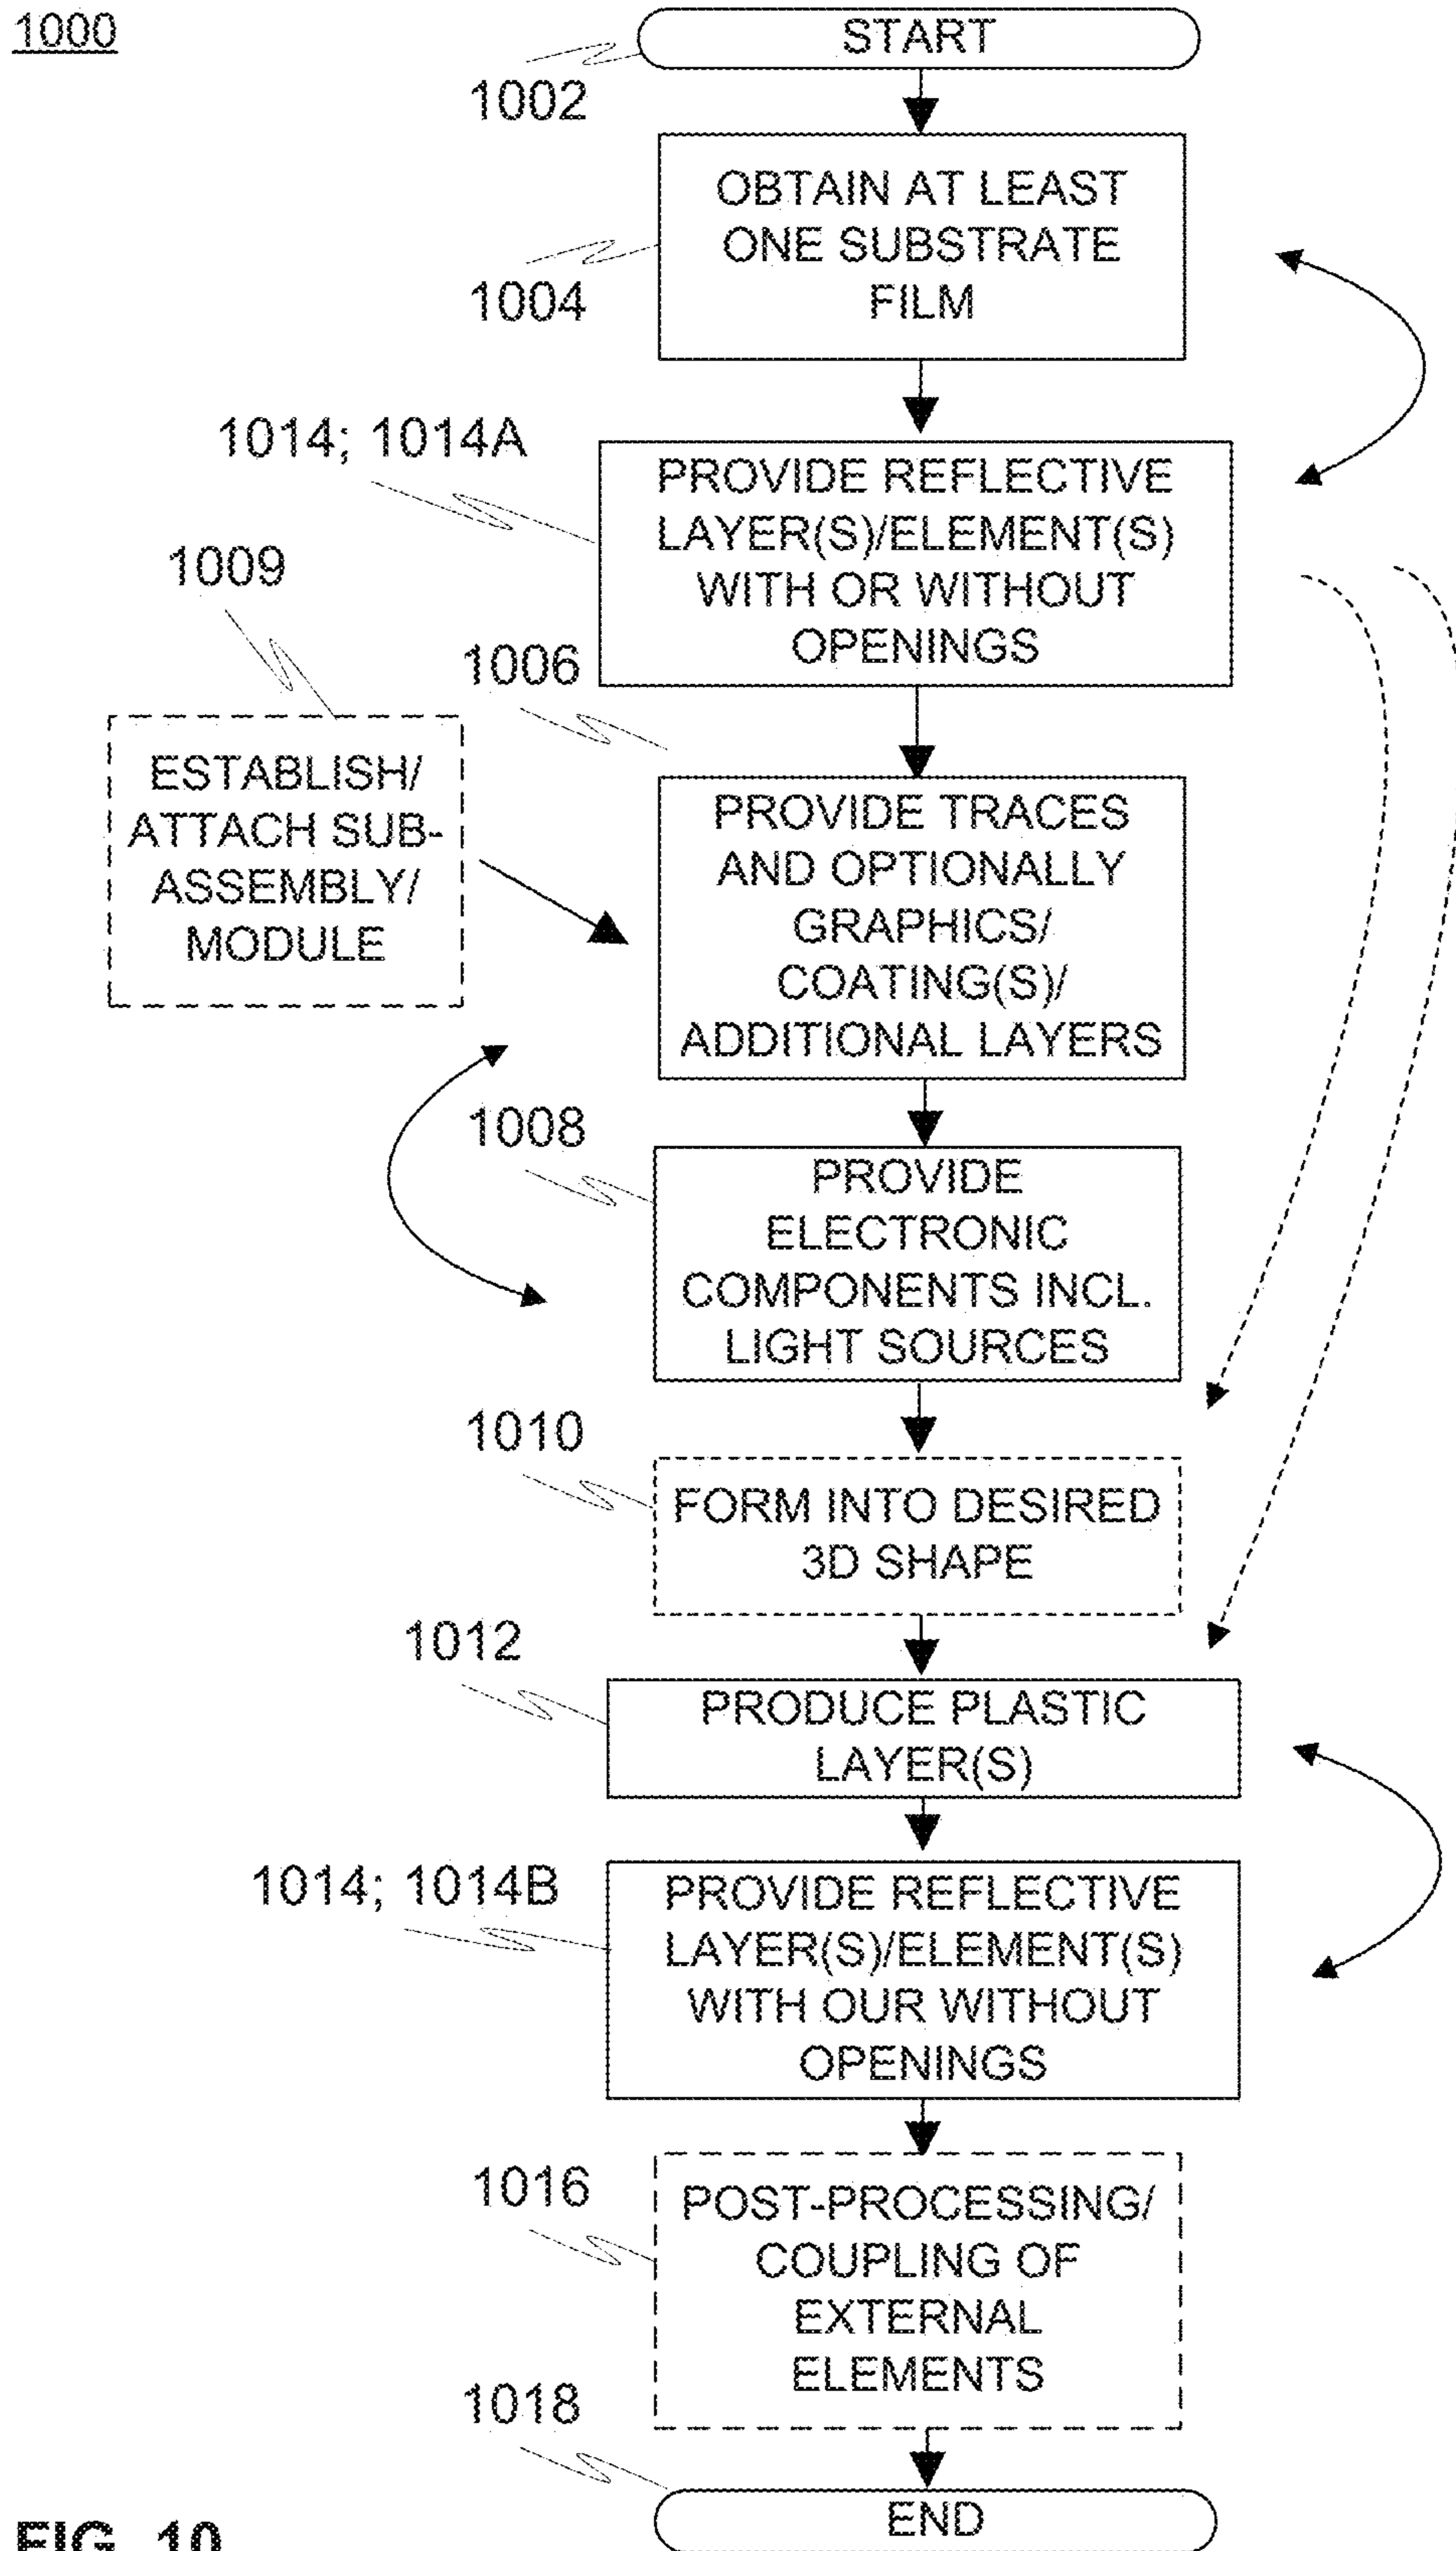 1000
START
1002
OBTAIN AT LEAST
ONE SUBSTRATE
FILM
1004
1014; 1014A
PROVIDE REFLECTIVE
LAYER(S)/ELEMENT(S)
WITH OR WITHOUT
OPENINGS
1009
ESTABLISH/
ATTACH SUB-
ASSEMBLY/
MODULE
1006
PROVIDE TRACES
AND OPTIONALLY
GRAPHICS/
COATING(S)/
ADDITIONAL LAYERS
1008
PROVIDE
ELECTRONIC
COMPONENTS INCL.
LIGHT SOURCES
1010
FORM INTO DESIRED
3D SHAPE
1012
PRODUCE PLASTIC
LAYER(S)
1014; 1014B
PROVIDE REFLECTIVE
LAYER(S)/ELEMENT(S)
WITH OUR WITHOUT
OPENINGS
1016
POST-PROCESSING/
COUPLING OF
EXTERNAL
ELEMENTS
1018
END
FIG. 10